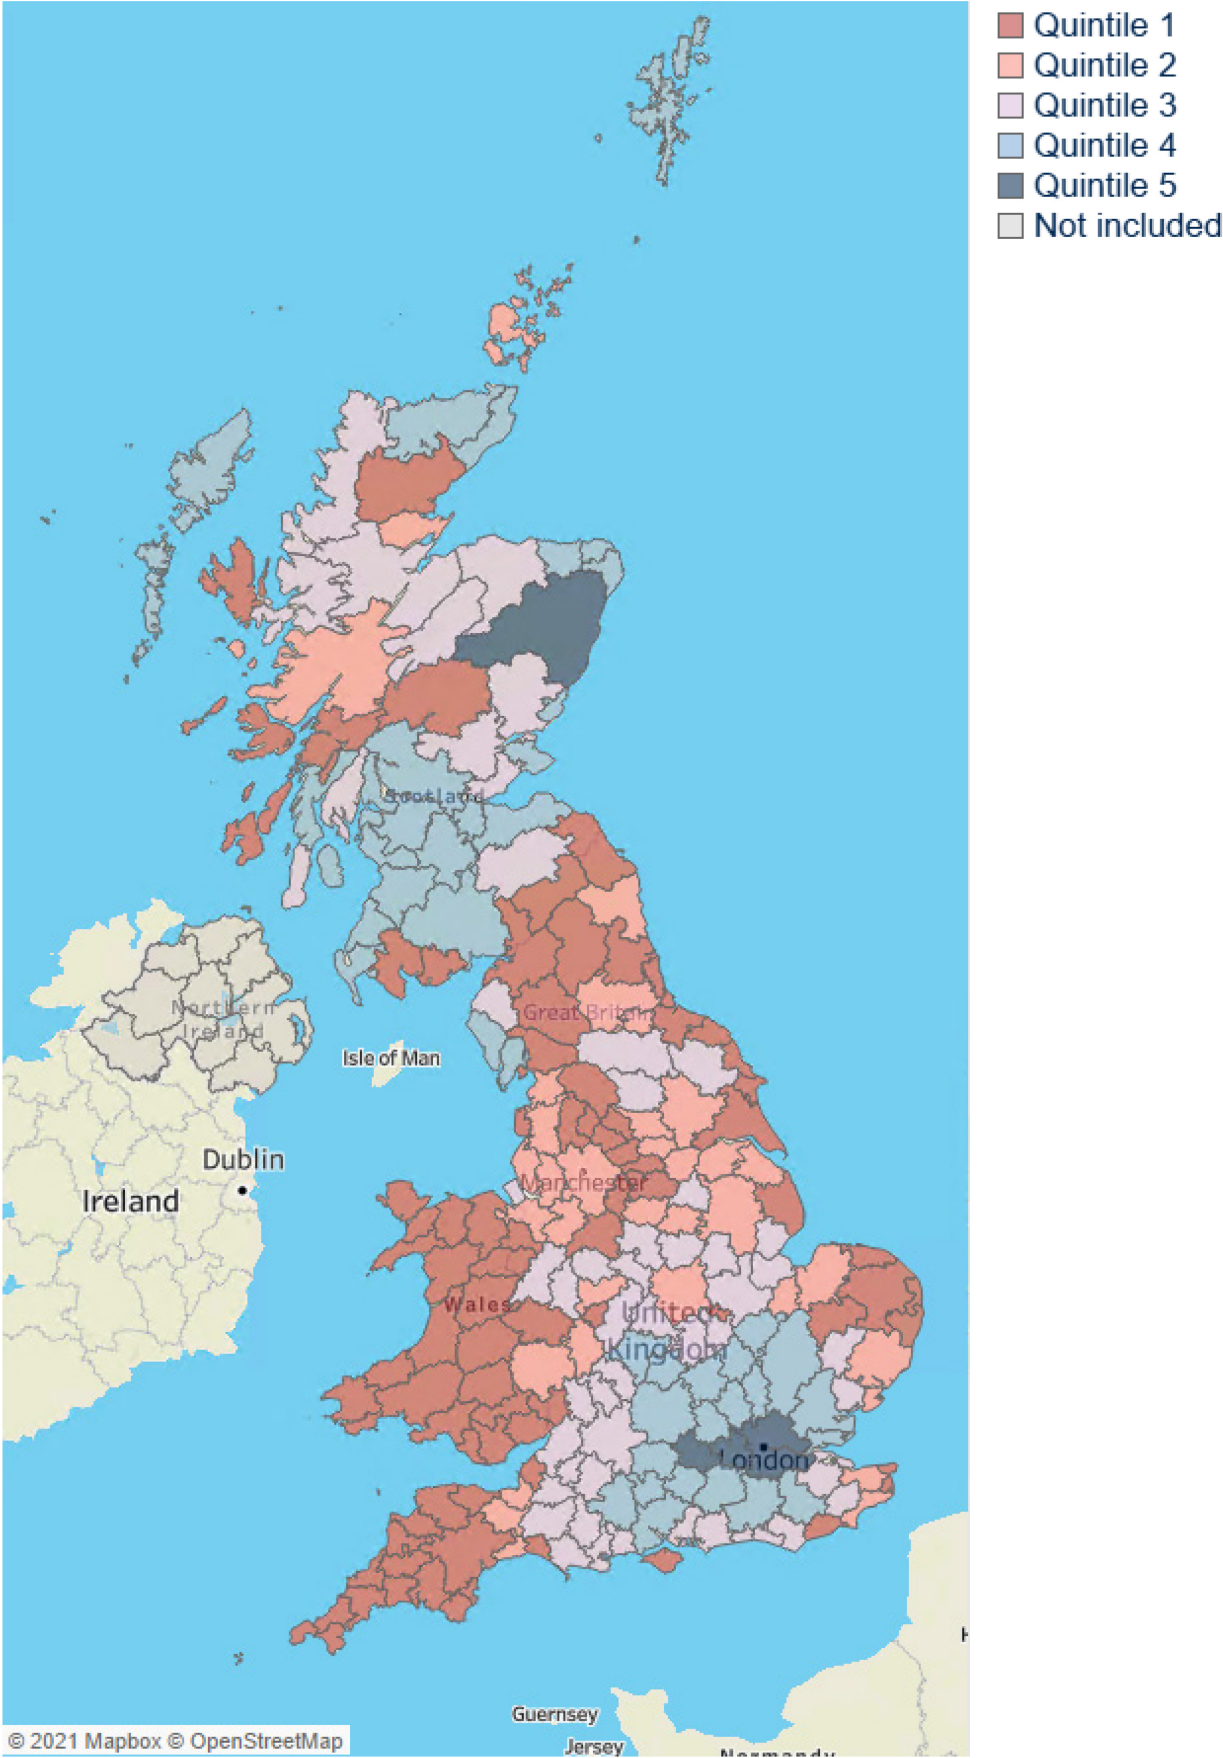 Quintile 1
Quintile 2
Quintile 3
Quintile 4
Quintile 5
Not included
Scotland
Northern
Ireland
Great Britain
Isle of Man
Dublin
Ireland
Manchester
Wales
United
Kingdom
London
Guernsey
Jersey
Normandy
© 2021 Mapbox © OpenStreetMap